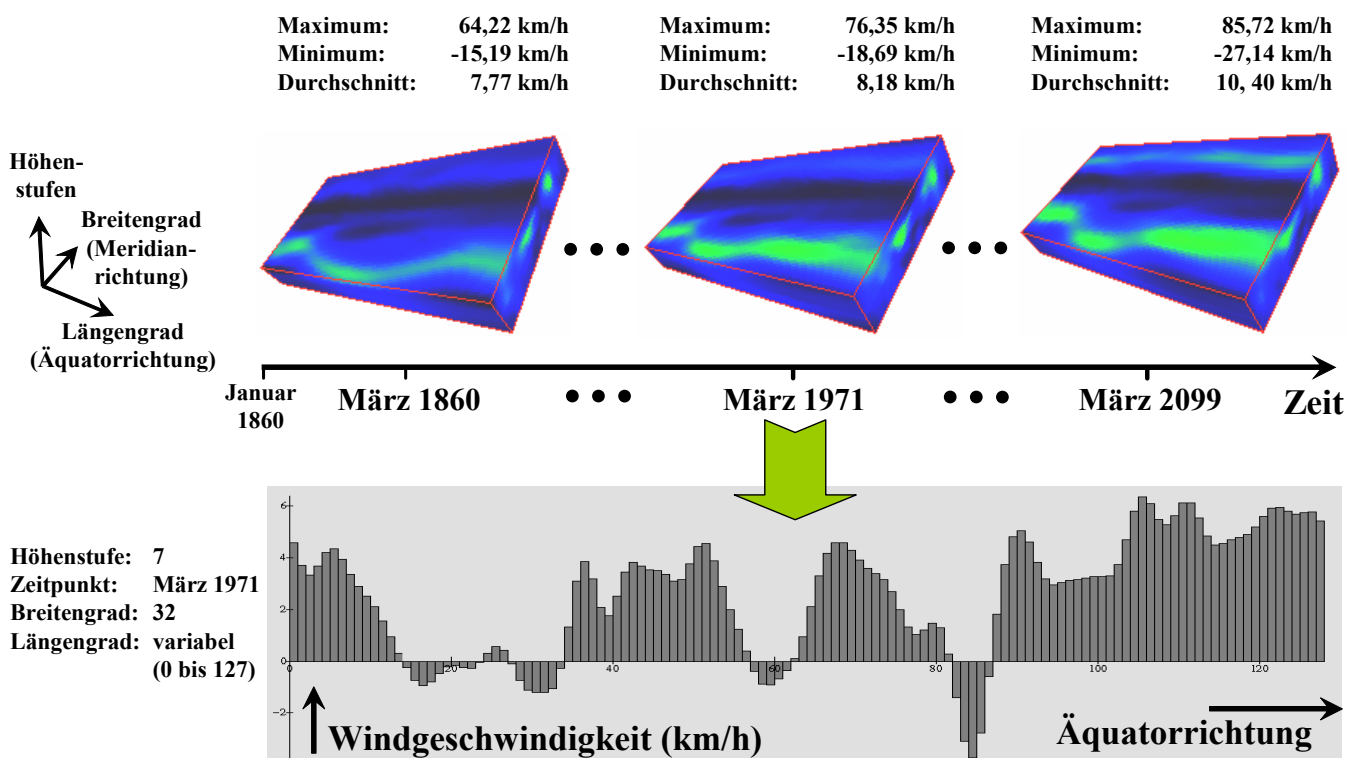 Maximum: 64,22 km/h
Minimum: -15,19 km/h
Durchschnitt: 7,77 km/h
Maximum: 76,35 km/h
Minimum: -18,69 km/h
Durchschnitt: 8,18 km/h
Maximum: 85,72 km/h
Minimum: -27,14 km/h
Durchschnitt: 10, 40 km/h
Höhen-
stufen
Breitengrad
(Meridian-
richtung)
Längengrad
(Äquatorrichtung)
Januar
1860
März 1860
März 1971
März 2099
Zeit
Höhenstufe: 7
Zeitpunkt: März 1971
Breitengrad: 32
Längengrad: variabel
(0 bis 127)
6
4
2
0
-2
0 20 40 60 80 100 120
Windgeschwindigkeit (km/h)
Äquatorrichtung